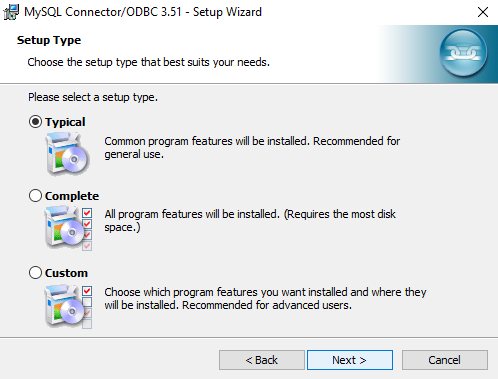 MySQL Connector/ODBC 3.51 - Setup Wizard
Setup Type
Choose the setup type that best suits your needs.
Please select a setup type.
Typical
Common program features will be installed. Recommended for
general use.
Complete
All program features will be installed. (Requires the most disk
space.)
Custom
Choose which program features you want installed and where they
will be installed. Recommended for advanced users.
< Back
Next >
Cancel